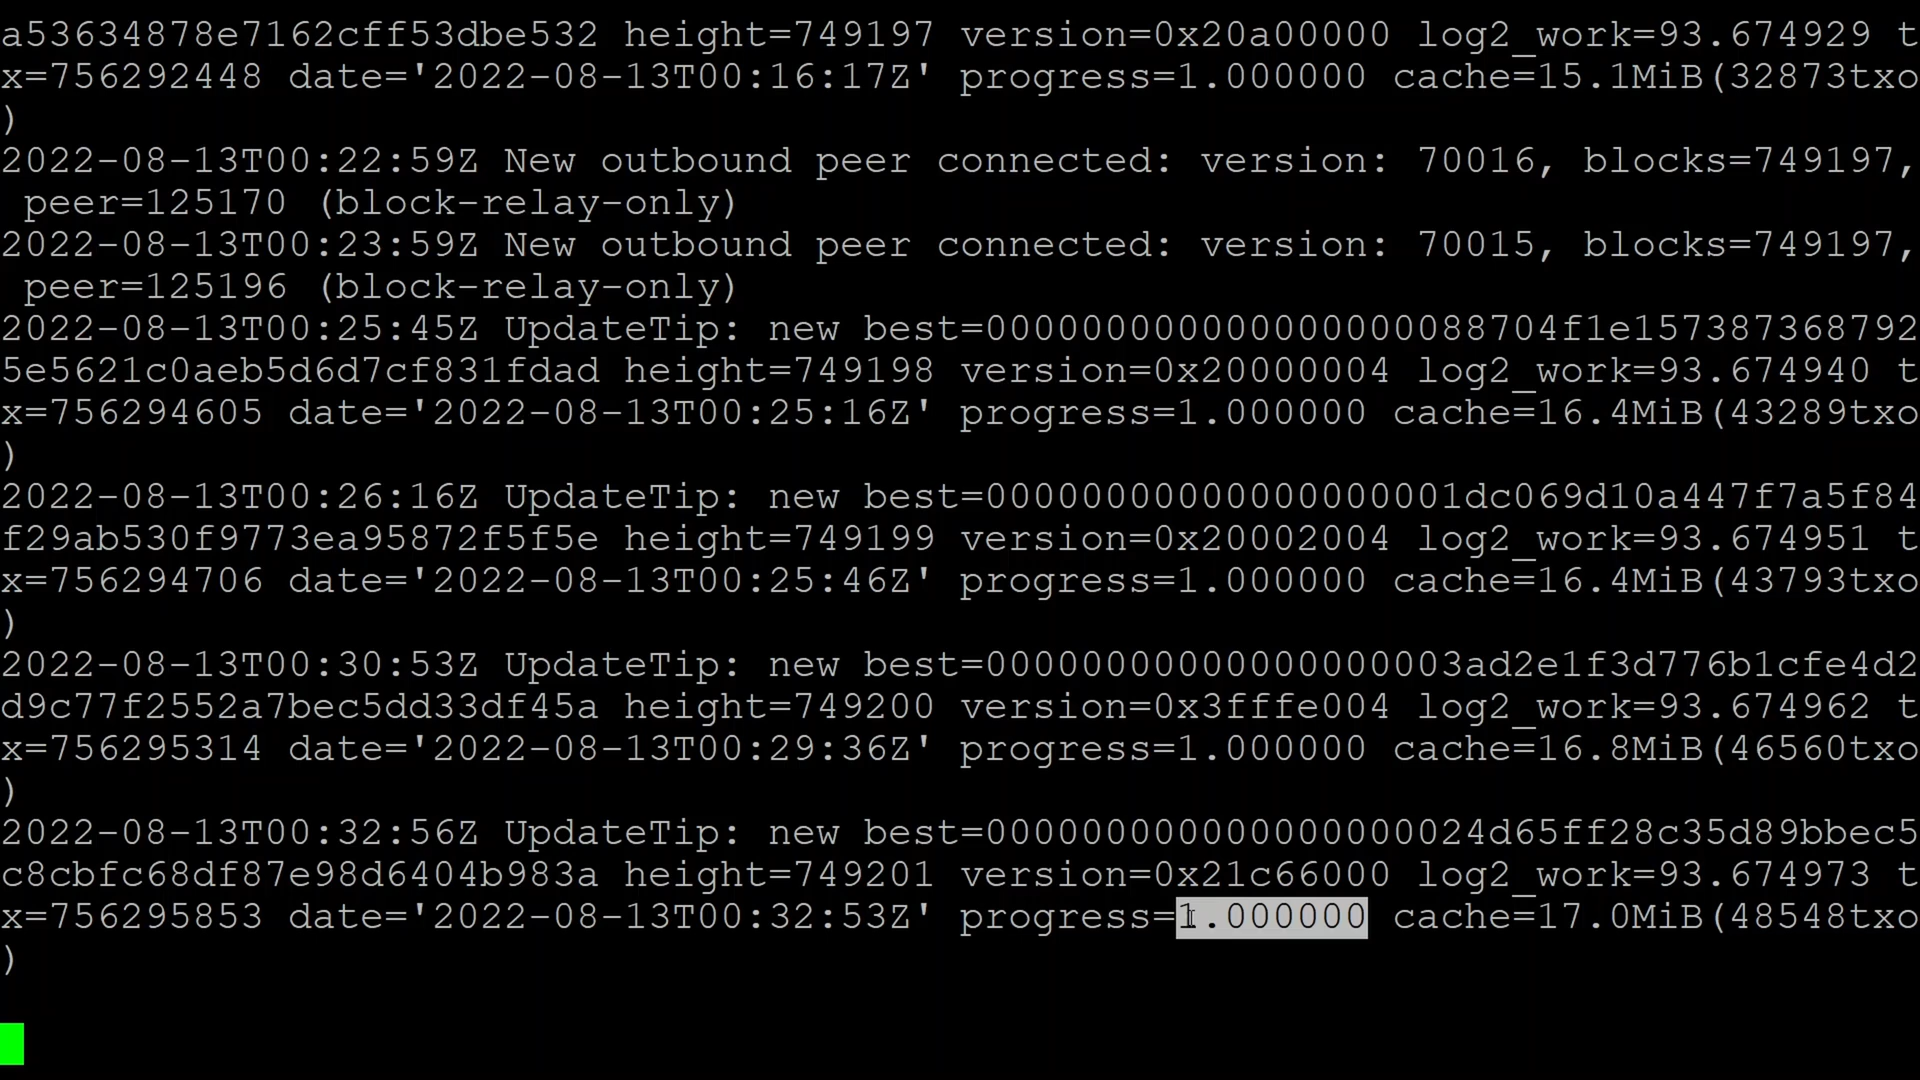 a53634878e7162cff53dbe532 height=749197 version=0x20a00000 log2_work=93.674929 t
x=756292448 date='2022-08-13T00:16:17Z' progress=1.000000 cache=15.1MiB(32873txo
)
2022-08-13T00:22:59Z New outbound peer connected: version: 70016, blocks=749197,
 peer=125170 (block-relay-only)
2022-08-13T00:23:59Z New outbound peer connected: version: 70015, blocks=749197,
 peer=125196 (block-relay-only)
2022-08-13T00:25:45Z UpdateTip: new best=000000000000000000088704f1e157387368792
5e5621c0aeb5d6d7cf831fdad height=749198 version=0x20000004 log2_work=93.674940 t
x=756294605 date='2022-08-13T00:25:16Z' progress=1.000000 cache=16.4MiB(43289txo
)
2022-08-13T00:26:16Z UpdateTip: new best=00000000000000000001dc069d10a447f7a5f84
f29ab530f9773ea95872f5f5e height=749199 version=0x20002004 log2_work=93.674951 t
x=756294706 date='2022-08-13T00:25:46Z' progress=1.000000 cache=16.4MiB(43793txo
)
2022-08-13T00:30:53Z UpdateTip: new best=00000000000000000003ad2e1f3d776b1cfe4d2
d9c77f2552a7bec5dd33df45a height=749200 version=0x3fffe004 log2_work=93.674962 t
x=756295314 date='2022-08-13T00:29:36Z' progress=1.000000 cache=16.8MiB(46560txo
)
2022-08-13T00:32:56Z UpdateTip: new best=000000000000000000024d65ff28c35d89bbec5
c8cbfc68df87e98d6404b983a height=749201 version=0x21c66000 log2_work=93.674973 t
x=756295853 date='2022-08-13T00:32:53Z' progress=1.000000 cache=17.0MiB(48548txo
)